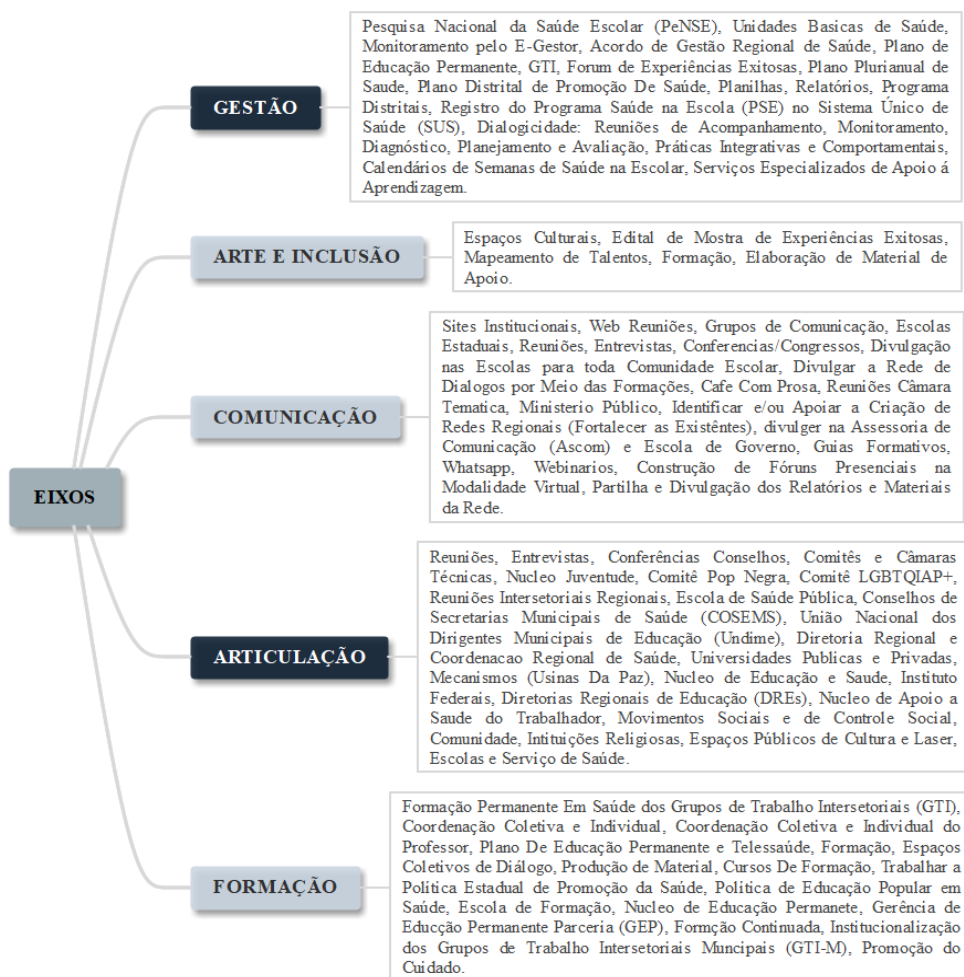 Pesquisa Nacional da Saúde Escolar (PeNSE), Unidades Basicas de Saúde,
Monitoramento pelo E-Gestor, Acordo de Gestão Regional de Saúde, Plano de
Educação Permanente, GTI, Forum de Experiências Exitosas, Plano Plurianual de
Saude, Plano Distrital de Promoção De Saúde, Planilhas, Relatórios, Programa
Distritais, Registro do Programa Saúde na Escola (PSE) no Sistema Único de
Saúde (SUS), Dialogicidade: Reuniões de Acompanhamento, Monitoramento,
Diagnóstico, Planejamento e Avaliação, Práticas Integrativas e Comportamentais,
Calendários de Semanas de Saúde na Escolar, Serviços Especializados de Apoio á
Aprendizagem.
GESTÃO
ARTE E INCLUSÃO
Espaços Culturais, Edital de Mostra de Experiências Exitosas,
Mapeamento de Talentos, Formação, Elaboração de Material de
Apoio.
COMUNICAÇÃO
Sites Institucionais, Web Reuniões, Grupos de Comunicação, Escolas
Estaduais, Reuniões, Entrevistas, Conferencias/Congressos, Divulgação
nas Escolas para toda Comunidade Escolar, Divulgar a Rede de
Dialogos por Meio das Formações, Cafe Com Prosa, Reuniões Câmara
Tematica, Ministerio Público, Identificar e/ou Apoiar a Criação de
Redes Regionais (Fortalecer as Existêntes), divulger na Assessoria de
Comunicação (Ascom) e Escola de Governo, Guias Formativos,
Whatsapp, Webinarios, Construção de Fóruns Presenciais na
Modalidade Virtual, Partilha e Divulgação dos Relatórios e Materiais
da Rede.
EIXOS
ARTICULAÇÃO
Reuniões, Entrevistas, Conferências Conselhos, Comitês e Câmaras
Técnicas, Nucleo Juventude, Comitê Pop Negra, Comitê LGBTQIAP+,
Reuniões Intersetoriais Regionais, Escola de Saúde Pública, Conselhos de
Secretarias Municipais de Saúde (COSEMS), União Nacional dos
Dirigentes Municipais de Educação (Undime), Diretoria Regional e
Coordenacao Regional de Saúde, Universidades Publicas e Privadas,
Mecanismos (Usinas Da Paz), Nucleo de Educação e Saude, Instituto
Federais, Diretorias Regionais de Educação (DREs), Nucleo de Apoio a
Saude do Trabalhador, Movimentos Sociais e de Controle Social,
Comunidade, Intituições Religiosas, Espaços Públicos de Cultura e Laser,
Escolas e Serviço de Saúde.
FORMAÇÃO
Formação Permanente Em Saúde dos Grupos de Trabalho Intersetoriais (GTI),
Coordenação Coletiva e Individual, Coordenação Coletiva e Individual do
Professor, Plano De Educação Permanente e Telessaúde, Formação, Espaços
Coletivos de Diálogo, Produção de Material, Cursos De Formação, Trabalhar a
Política Estadual de Promoção da Saúde, Politica de Educação Popular em
Saúde, Escola de Formação, Nucleo de Educação Permanete, Gerência de
Educção Permanente Parceria (GEP), Formção Continuada, Institucionalização
dos Grupos de Trabalho Intersetoriais Muncipais (GTI-M), Promoção do
Cuidado.